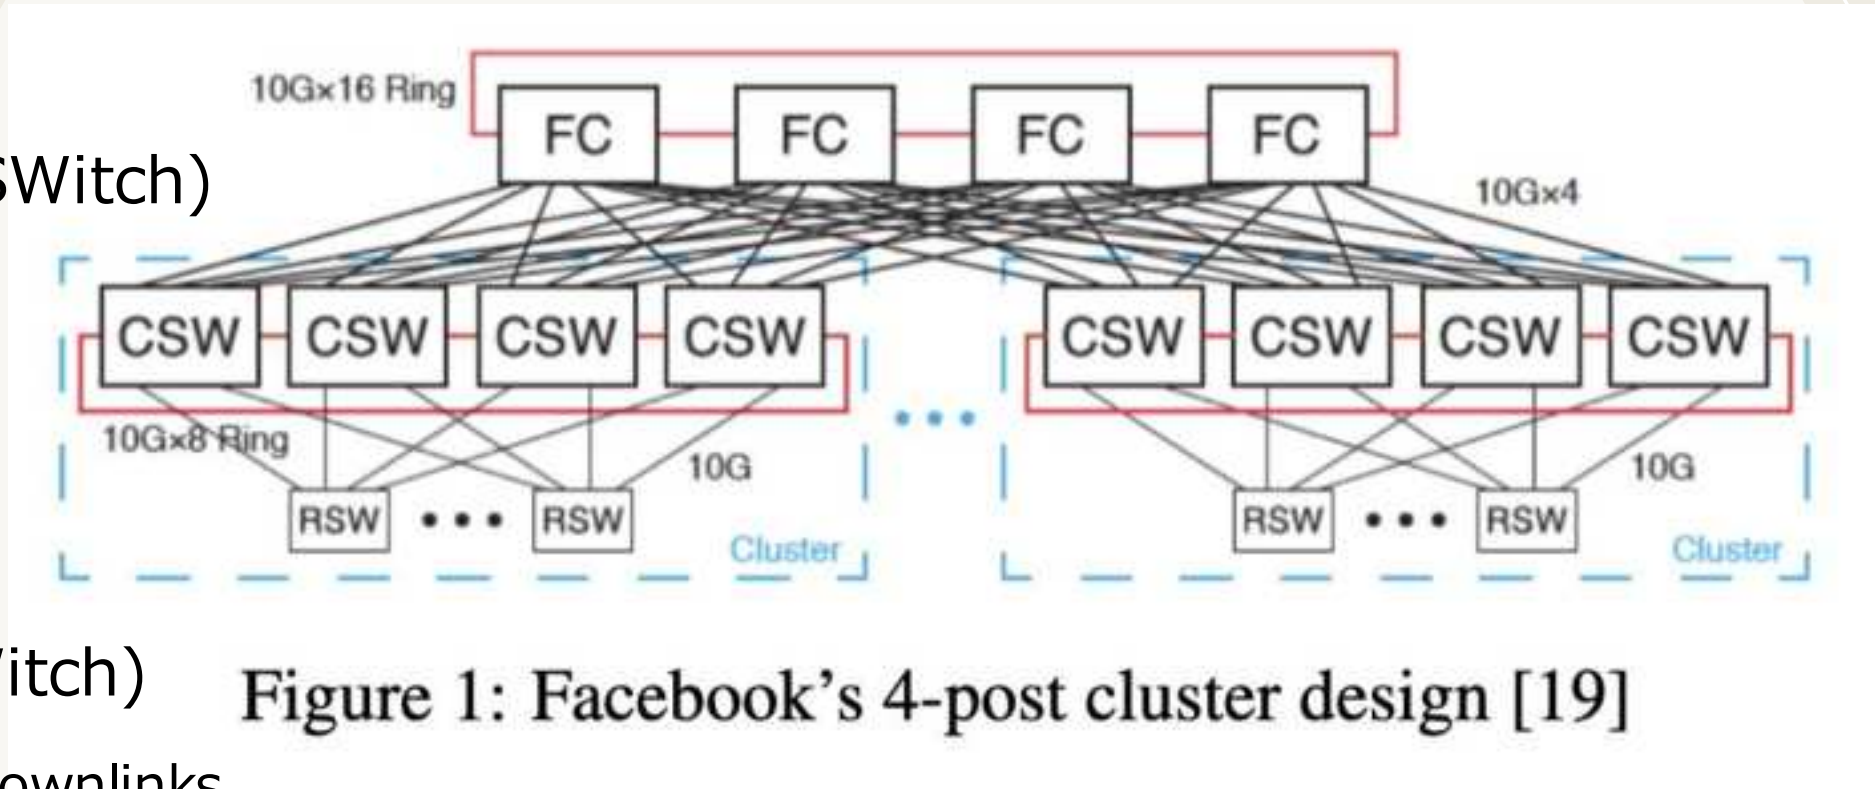 10G×16 Ring
FC FC FC FC
SWitch)
10G×4
CSW CSW CSW CSW CSW CSW CSW CSW
10G×8 Ring
10G
10G
RSW ••• RSW RSW ••• RSW
Cluster
Cluster
itch)
Figure 1: Facebook's 4-post cluster design [19]
ownlinks